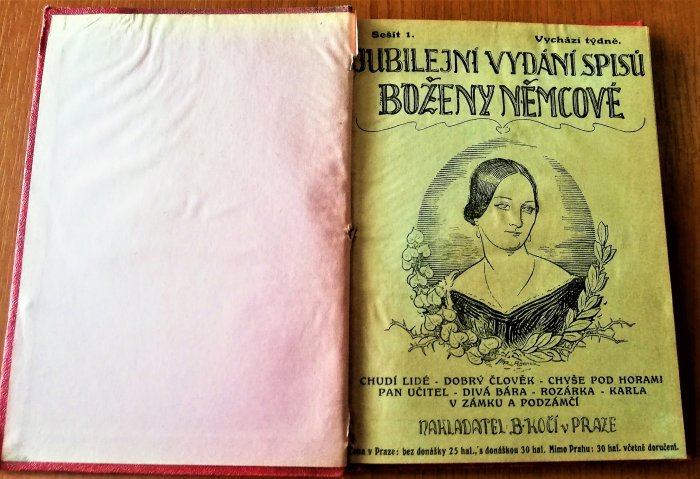 Sešit 1. Vychází týdně.
JUBILEJNÍ VYDÁNÍ SPISŮ
BOŽENY NĚMCOVÉ
CHUDÍ LIDÉ - DOBRÝ ČLOVĚK - CHYŠE POD HORAMI
PAN UČITEL - DIVÁ BÁRA - ROZÁRKA - KARLA
V ZÁMKU A PODZÁMČÍ
NAKLADATEL B. KOČÍ v PRAZE
Cena v Praze: bez donášky 25 hal., s donáškou 30 hal. Mimo Prahu: 30 hal. včetně doručení.